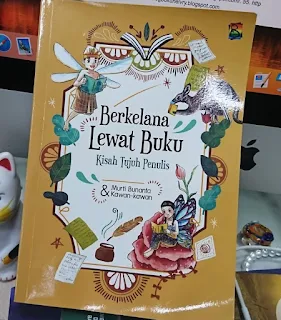 Berkelana
Lewat Buku
Kisah Tujuh Penulis
Murti Bunanta
& Kawan-kawan